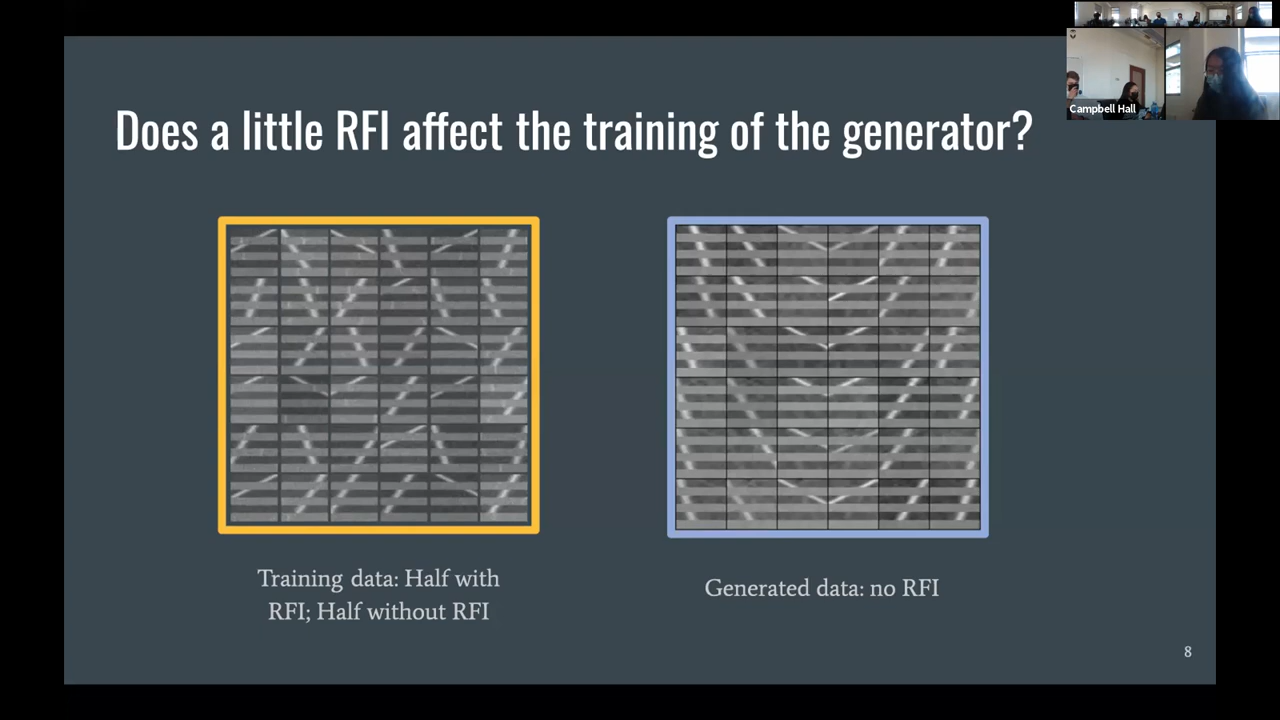 Campbell Hall
Does a little RFI affect the training of the generator?
Training data: Half with
RFI; Half without RFI
Generated data: no RFI
8